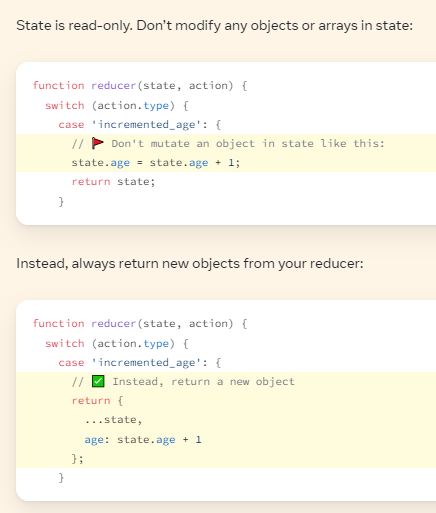 State is read-only. Don’t modify any objects or arrays in state:
function reducer(state, action) {
  switch (action.type) {
    case 'incremented_age': {
      // 🚩 Don't mutate an object in state like this:
      state.age = state.age + 1;
      return state;
    }
Instead, always return new objects from your reducer:
function reducer(state, action) {
  switch (action.type) {
    case 'incremented_age': {
      // ✅ Instead, return a new object
      return {
        ...state,
        age: state.age + 1
      };
    }